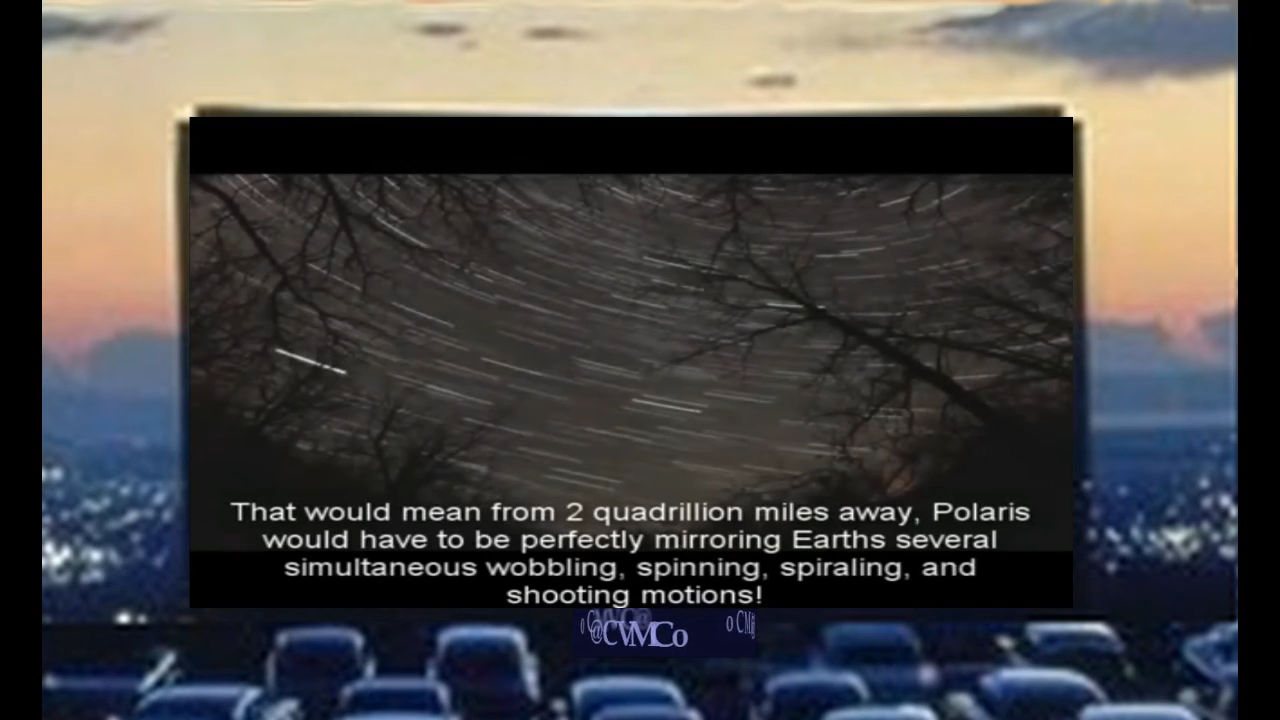 That would mean from 2 quadrillion miles away, Polaris
would have to be perfectly mirroring Earths several
simultaneous wobbling, spinning, spiraling, and
shooting motions!
@CVMCo